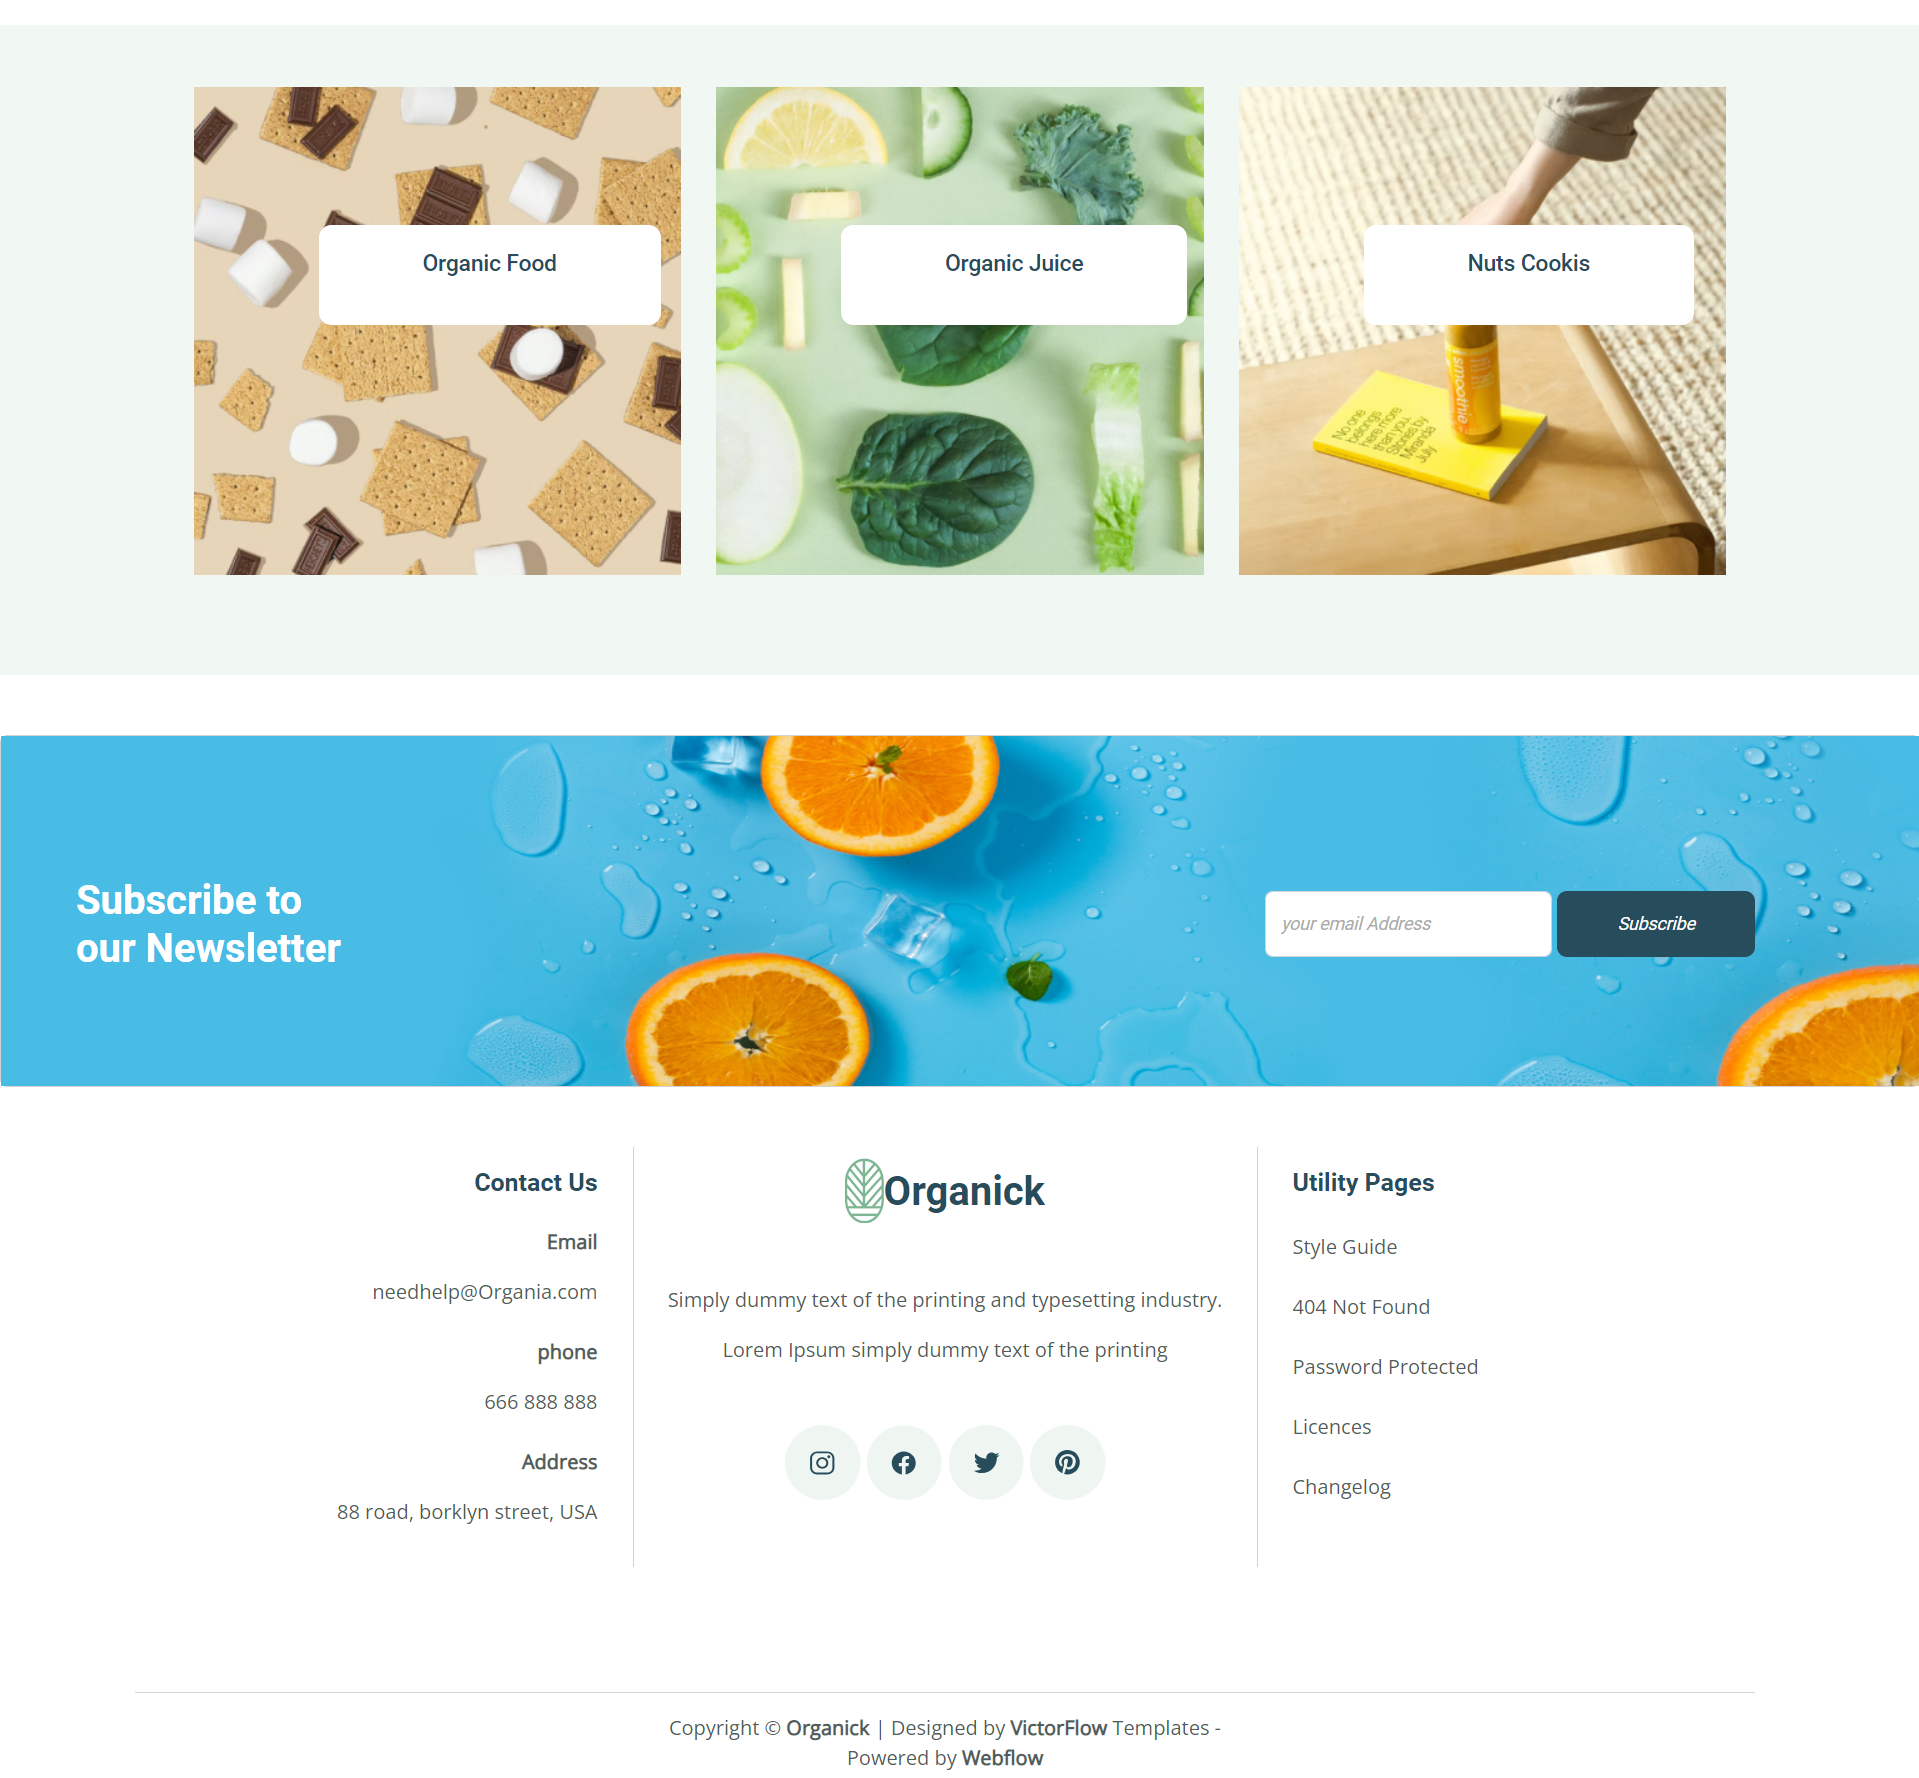 Organic Food
Organic Juice
Nuts Cookis
smoothie
No one
belongs
here more
than you.
Stories by
Miranda
July
Subscribe to
our Newsletter
your email Address
Subscribe
Contact Us
Email
needhelp@Organia.com
phone
666 888 888
Address
88 road, borklyn street, USA
Organick
Simply dummy text of the printing and typesetting industry.
Lorem Ipsum simply dummy text of the printing
Utility Pages
Style Guide
404 Not Found
Password Protected
Licences
Changelog
Copyright © Organick | Designed by VictorFlow Templates -
Powered by Webflow